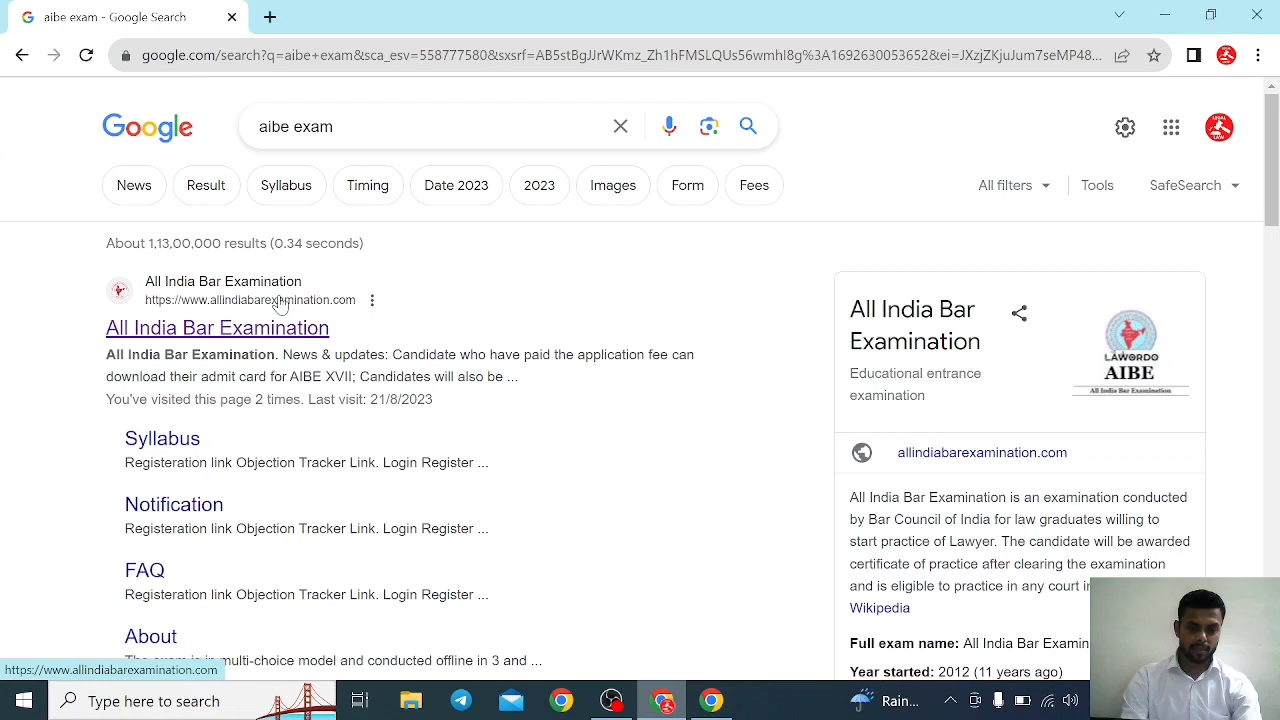 aibe exam - Google Search
google.com/search?q=aibe+exam&sca_esv=558777580&sxsrf=AB5stBgJJrWKmz_Zh1hFMSLQUs56wmhI8g%3A1692630053652&ei=JXzjZKjuJum7seMP48...
Google
aibe exam
LEGAL LAW
News
Result
Syllabus
Timing
Date 2023
2023
Images
Form
Fees
All filters
Tools
SafeSearch
About 1,13,00,000 results (0.34 seconds)
All India Bar Examination
https://www.allindiabarexamination.com
All India Bar Examination
All India Bar Examination. News & updates: Candidate who have paid the application fee can
download their admit card for AIBE XVII; Candidates will also be ...
You've visited this page 2 times. Last visit: 21/8/2023
Syllabus
Registeration link Objection Tracker Link. Login Register ...
Notification
Registeration link Objection Tracker Link. Login Register ...
FAQ
Registeration link Objection Tracker Link. Login Register ...
About
multi-choice model and conducted offline in 3 and ...
https://www.allindiabarexamination.com
All India Bar
Examination
Educational entrance
examination
LAWORDO
AIBE
All India Bar Examination
allindiabarexamination.com
All India Bar Examination is an examination conducted
by Bar Council of India for law graduates willing to
start practice of Lawyer. The candidate will be awarded
certificate of practice after clearing the examination
and is eligible to practice in any court in
Wikipedia
Full exam name: All India Bar Examin
Year started: 2012 (11 years ago)
Type here to search
Rain...